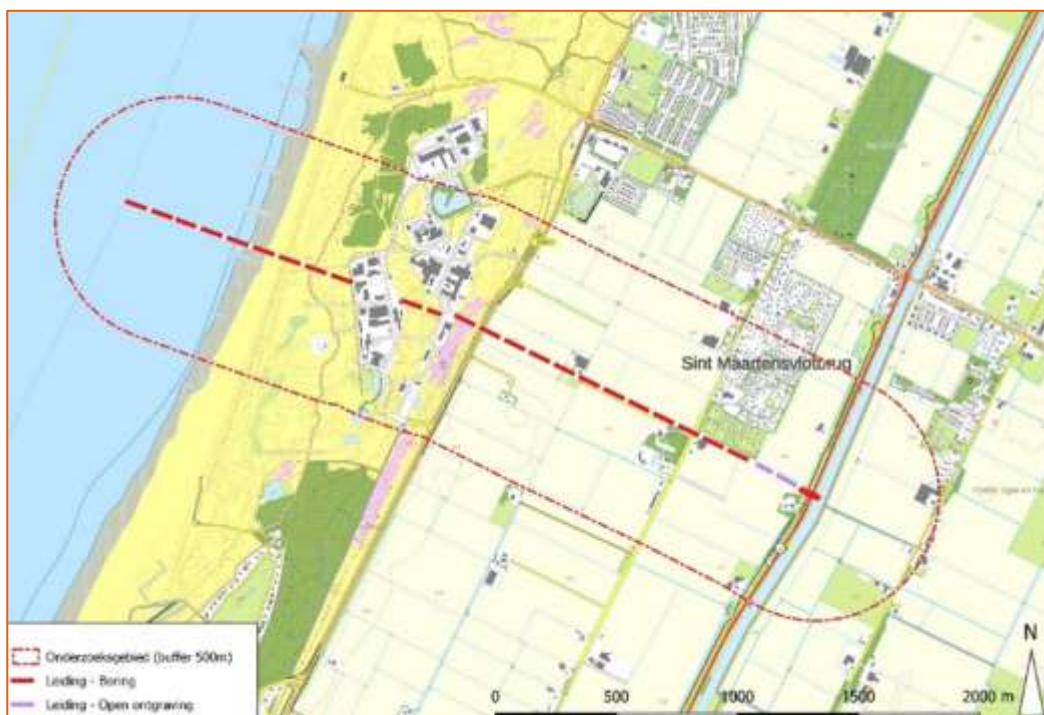 Sint Maartensvlotbrug
Onderzoeksgebied (buffer 500m)
Leiding - Boring
Leiding - Open ontgraving
N
0 500 1000 1500 2000 m